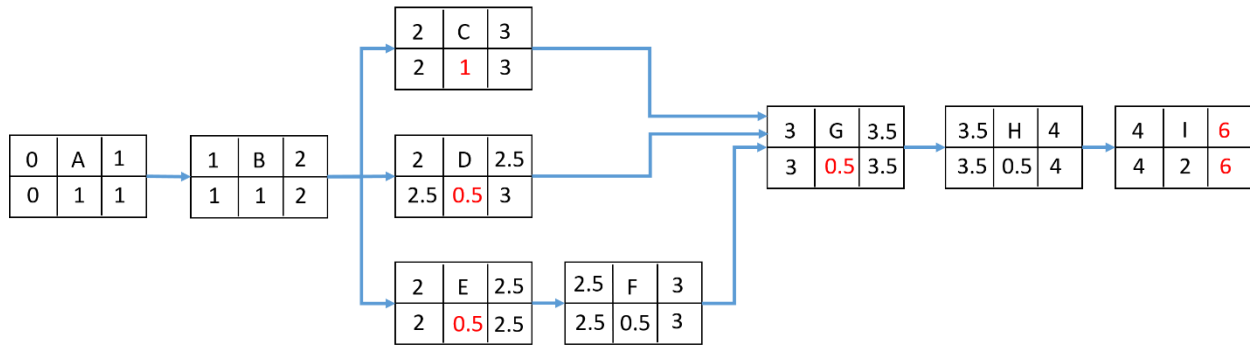 2 C 3
2 1 3
0 A 1
0 1 1
1 B 2
1 1 2
2 D 2.5
2.5 0.5 3
3 G 3.5
3 0.5 3.5
3.5 H 4
3.5 0.5 4
4 I 6
4 2 6
2 E 2.5
2 0.5 2.5
2.5 F 3
2.5 0.5 3